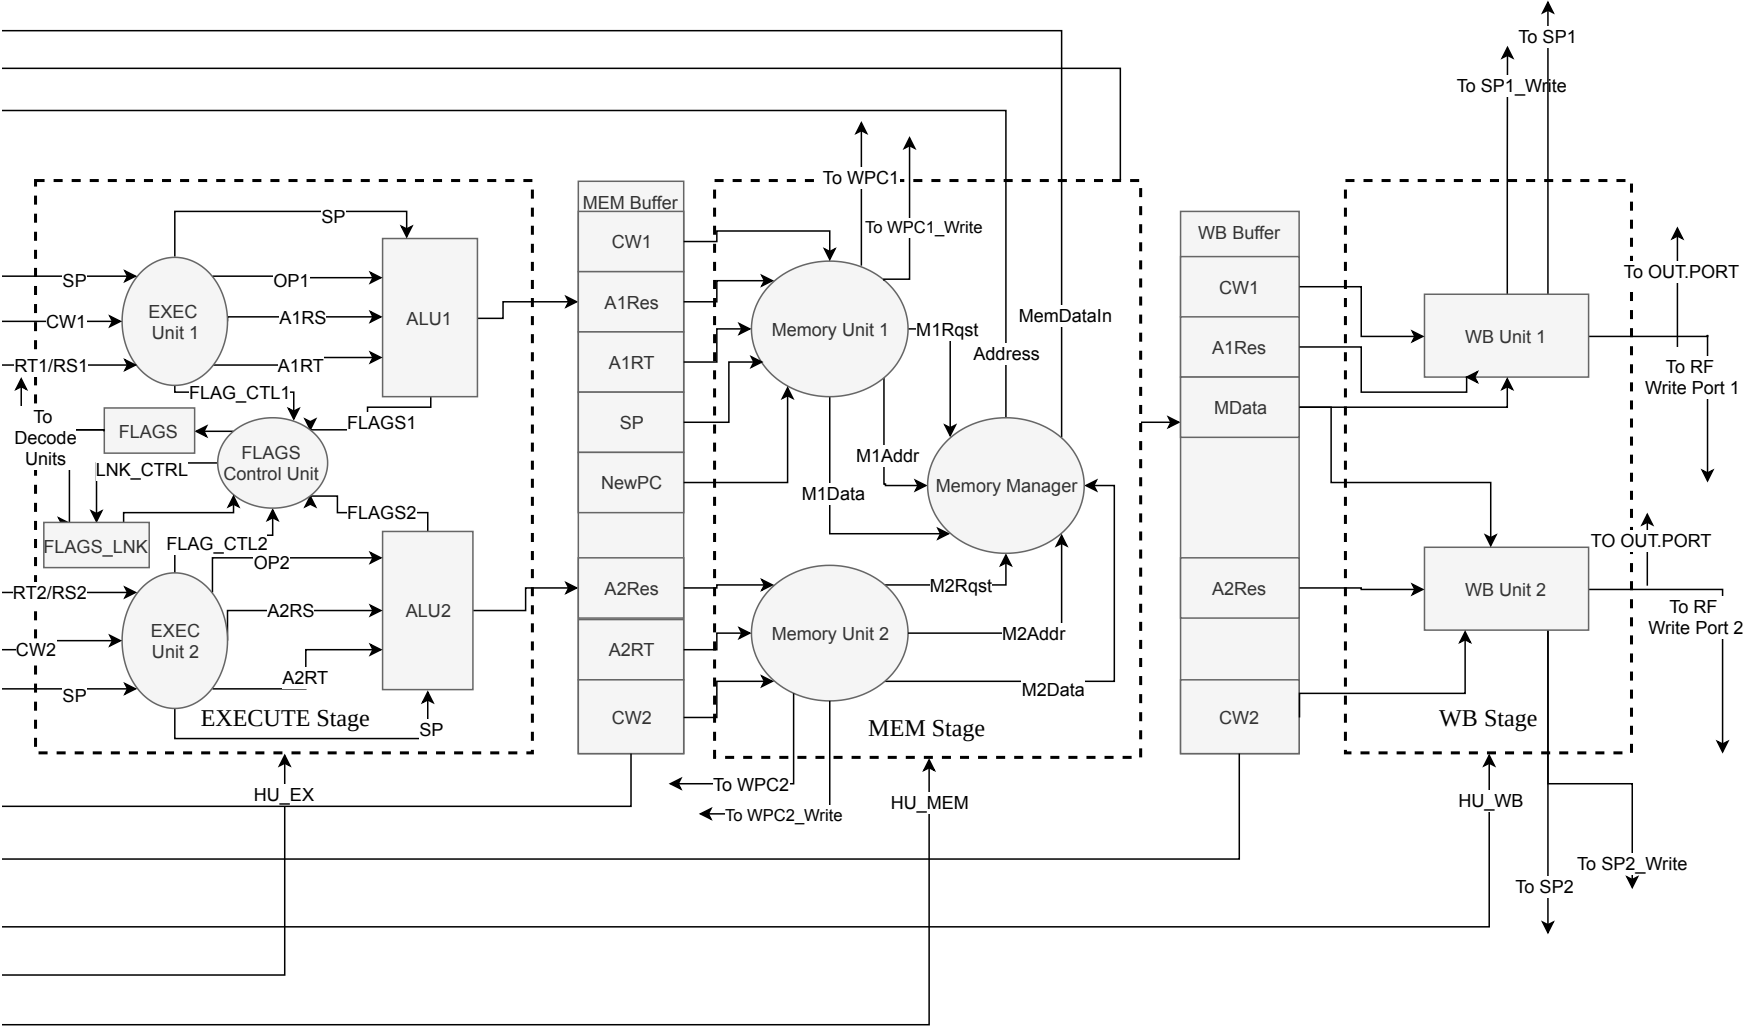 To SP1
To SP1_Write
To WPC1
To WPC1_Write
To OUT.PORT
MemDataIn
Address
SP
SP
CW1
RT1/RS1
EXEC
Unit 1
OP1
A1RS
A1RT
ALU1
FLAG_CTL1
FLAGS1
To
Decode
Units
FLAGS
FLAGS
Control Unit
LNK_CTRL
FLAGS_LNK
FLAGS2
FLAG_CTL2
OP2
RT2/RS2
CW2
SP
EXEC
Unit 2
A2RS
A2RT
ALU2
SP
EXECUTE Stage
HU_EX
MEM Buffer
CW1
A1Res
A1RT
SP
NewPC
A2Res
A2RT
CW2
Memory Unit 1
M1Rqst
M1Addr
M1Data
Memory Manager
Memory Unit 2
M2Rqst
M2Addr
M2Data
MEM Stage
To WPC2
To WPC2_Write
HU_MEM
WB Buffer
CW1
A1Res
MData
A2Res
CW2
WB Unit 1
To RF
Write Port 1
TO OUT.PORT
WB Unit 2
To RF
Write Port 2
WB Stage
HU_WB
To SP2_Write
To SP2